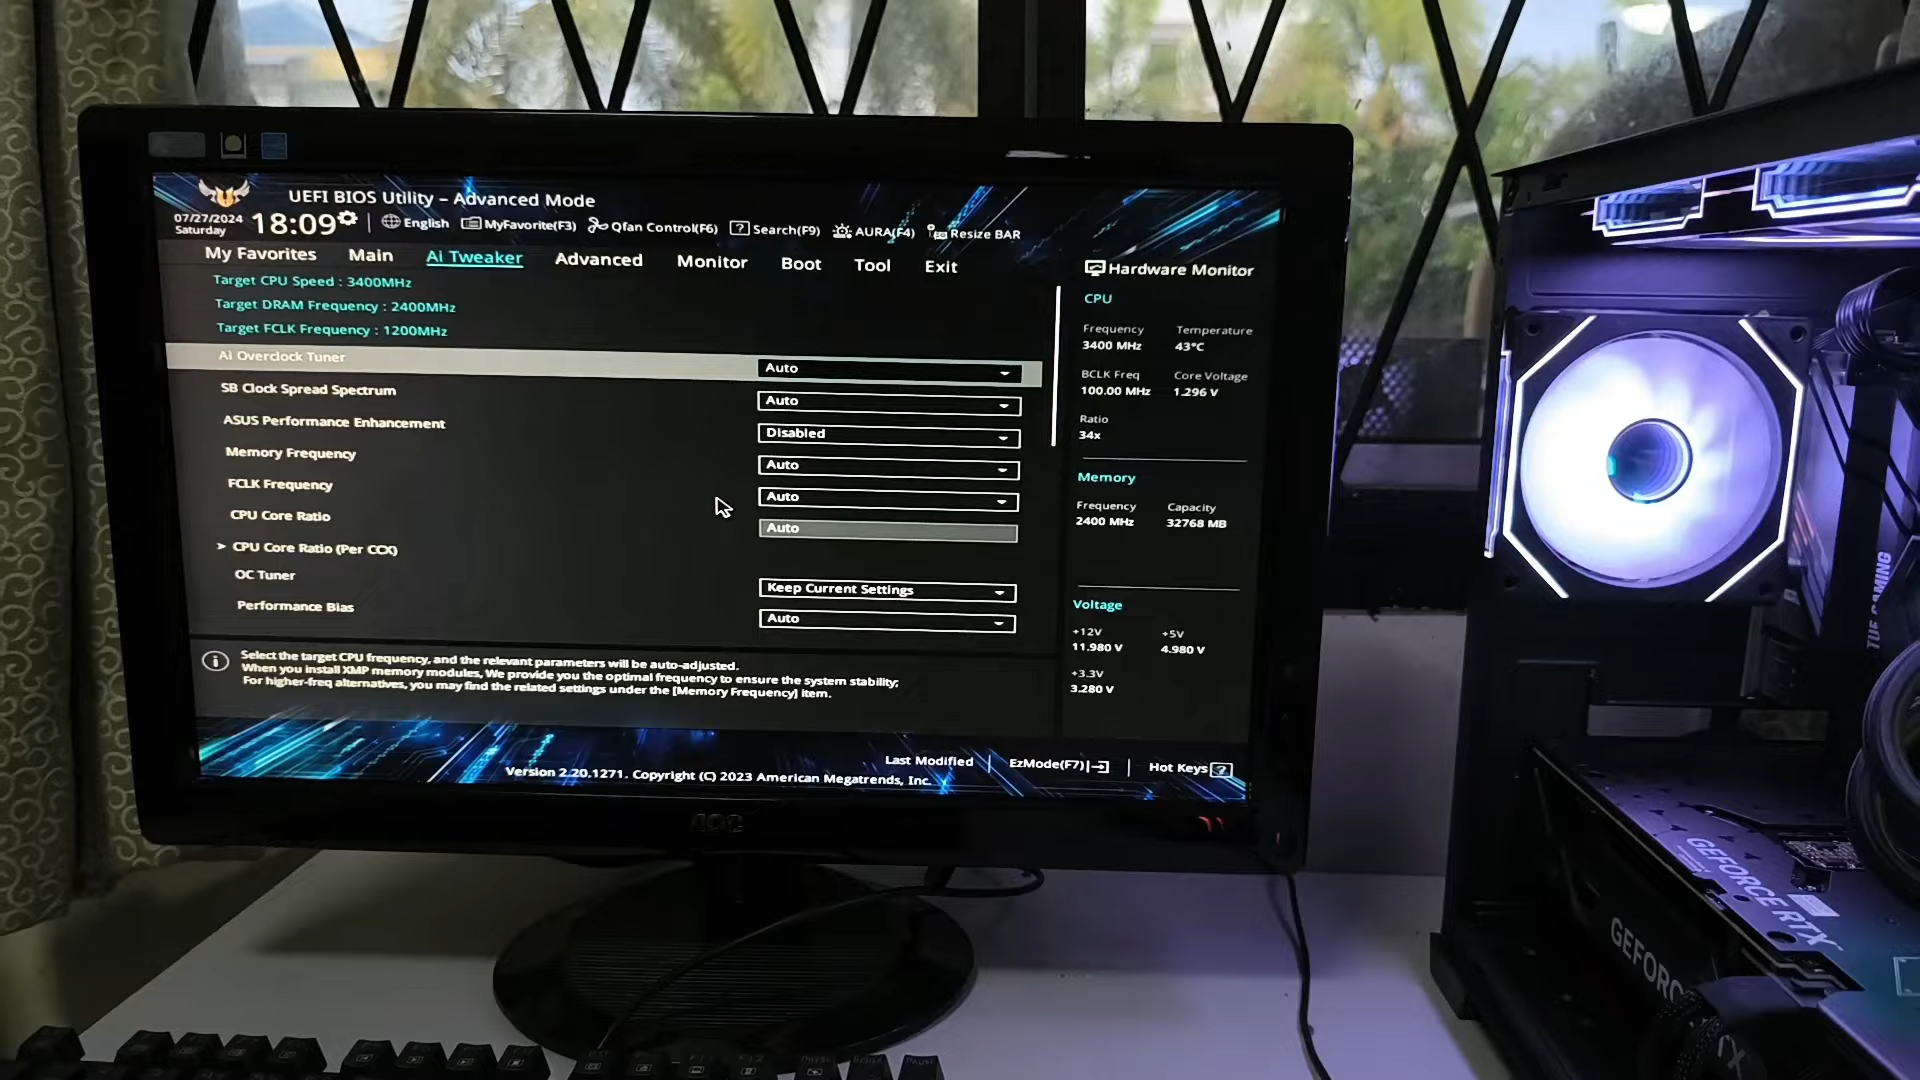 UEFI BIOS Utility – Advanced Mode
07/27/2024
Saturday
18:09
English
MyFavorite(F3)
Qfan Control(F6)
Search(F9)
AURA(F4)
Resize BAR
My Favorites
Main
Ai Tweaker
Advanced
Monitor
Boot
Tool
Exit
Target CPU Speed : 3400MHz
Target DRAM Frequency : 2400MHz
Target FCLK Frequency : 1200MHz
Ai Overclock Tuner
Auto
SB Clock Spread Spectrum
Auto
ASUS Performance Enhancement
Disabled
Memory Frequency
Auto
FCLK Frequency
Auto
CPU Core Ratio
Auto
> CPU Core Ratio (Per CCX)
OC Tuner
Keep Current Settings
Performance Bias
Auto
Select the target CPU frequency, and the relevant parameters will be auto-adjusted.
When you install XMP memory modules, We provide you the optimal frequency to ensure the system stability;
For higher-freq alternatives, you may find the related settings under the [Memory Frequency] item.
Hardware Monitor
CPU
Frequency Temperature
3400 MHz 43°C
BCLK Freq Core Voltage
100.00 MHz 1.296 V
Ratio
34x
Memory
Frequency Capacity
2400 MHz 32768 MB
Voltage
+12V +5V
11.980 V 4.980 V
+3.3V
3.280 V
Last Modified
EzMode(F7)
Hot Keys ?
Version 2.20.1271. Copyright (C) 2023 American Megatrends, Inc.
AOC
TUF GAMING
GEFORCE RTX
GEFORC